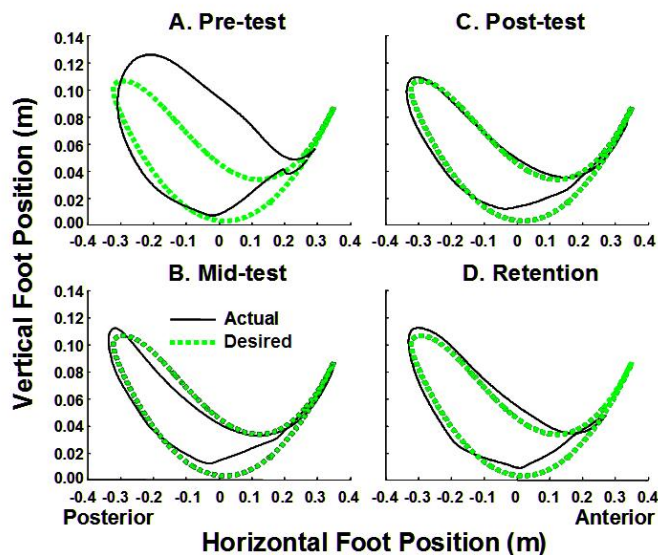 A. Pre-test
C. Post-test
Vertical Foot Position (m)
0.14
0.12
0.10
0.08
0.06
0.04
0.02
0.00
-0.4 -0.3 -0.2 -0.1 0 0.1 0.2 0.3 0.4
-0.4 -0.3 -0.2 -0.1 0 0.1 0.2 0.3 0.4
B. Mid-test
D. Retention
0.14
0.12
0.10
0.08
0.06
0.04
0.02
0.00
Actual
Desired
-0.4 -0.3 -0.2 -0.1 0 0.1 0.2 0.3 0.4
-0.4 -0.3 -0.2 -0.1 0 0.1 0.2 0.3 0.4
Posterior
Anterior
Horizontal Foot Position (m)